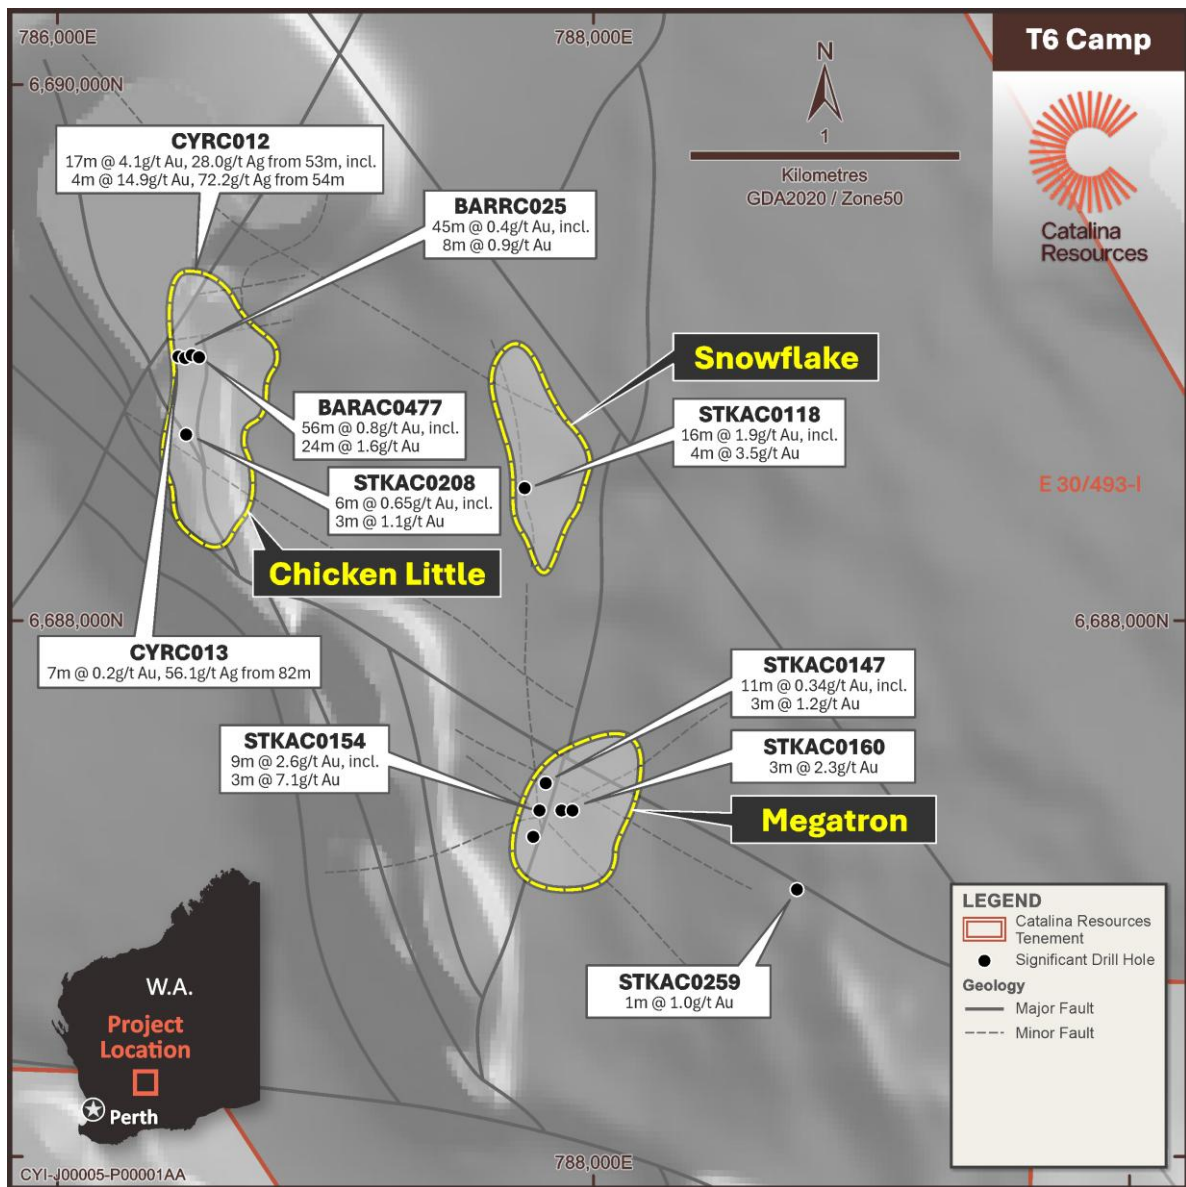 786,000E
788,000E
T6 Camp
6,690,000N
N
1
Kilometres
GDA2020 / Zone50
Catalina
Resources
CYRC012
17m @ 4.1g/t Au, 28.0g/t Ag from 53m, incl.
4m @ 14.9g/t Au, 72.2g/t Ag from 54m
BARRC025
45m @ 0.4g/t Au, incl.
8m @ 0.9g/t Au
Snowflake
BARAC0477
56m @ 0.8g/t Au, incl.
24m @ 1.6g/t Au
STKAC0118
16m @ 1.9g/t Au, incl.
4m @ 3.5g/t Au
STKAC0208
6m @ 0.65g/t Au, incl.
3m @ 1.1g/t Au
E 30/493-I
Chicken Little
6,688,000N
6,688,000N
CYRC013
7m @ 0.2g/t Au, 56.1g/t Ag from 82m
STKAC0147
11m @ 0.34g/t Au, incl.
3m @ 1.2g/t Au
STKAC0154
9m @ 2.6g/t Au, incl.
3m @ 7.1g/t Au
STKAC0160
3m @ 2.3g/t Au
Megatron
STKAC0259
1m @ 1.0g/t Au
LEGEND
Catalina Resources
Tenement
Significant Drill Hole
Geology
Major Fault
Minor Fault
W.A.
Project
Location
Perth
CYI-J00005-P00001AA
788,000E